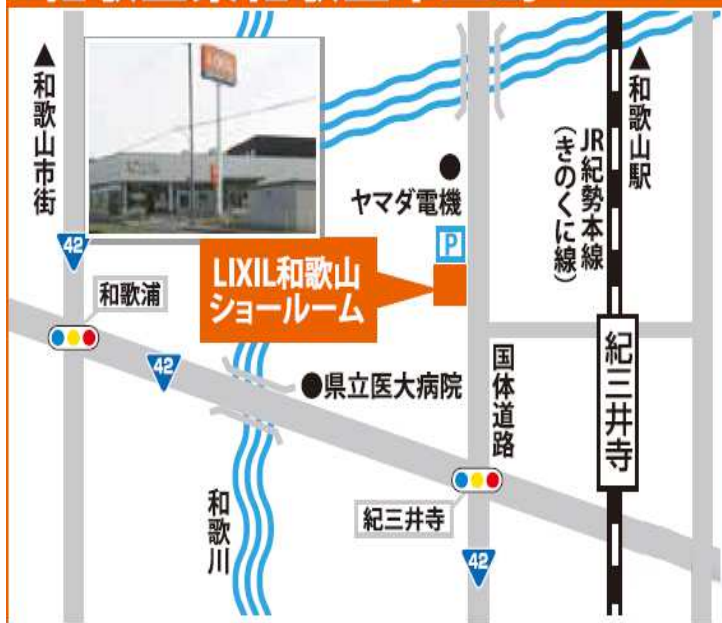 ▲和歌山市街
▲和歌山駅
JR紀勢本線
(きのくに線)
ヤマダ電機
P
42
和歌浦
LIXIL和歌山
ショールーム
42
県立医大病院
国体道路
紀三井寺
和歌川
紀三井寺
42